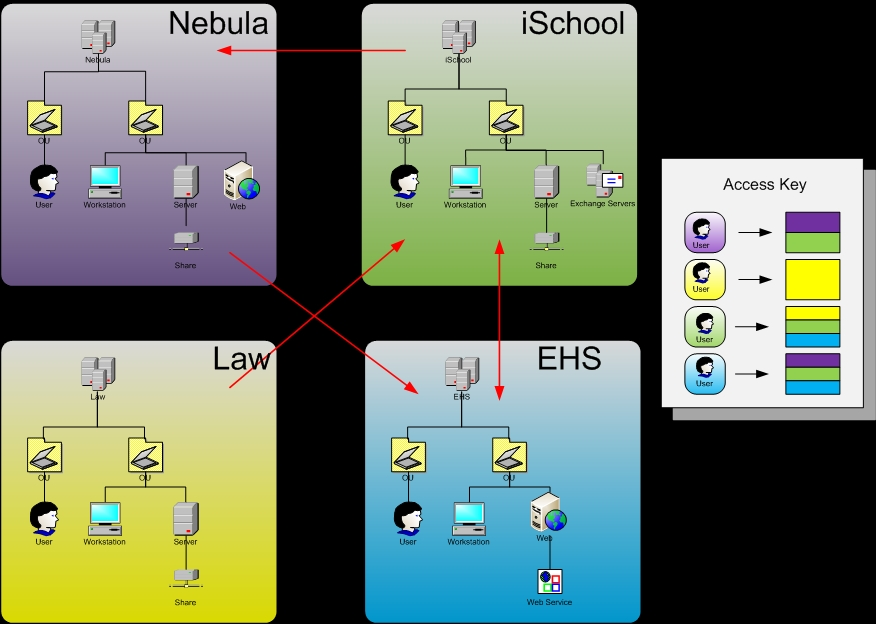 Nebula
Nebula
OU
OU
User
Workstation
Server
Web
Share
iSchool
iSchool
OU
OU
User
Workstation
Server
Exchange Servers
Share
Law
Law
OU
OU
User
Workstation
Server
Share
EHS
EHS
OU
OU
User
Workstation
Web
Web Service
Access Key
User
User
User
User